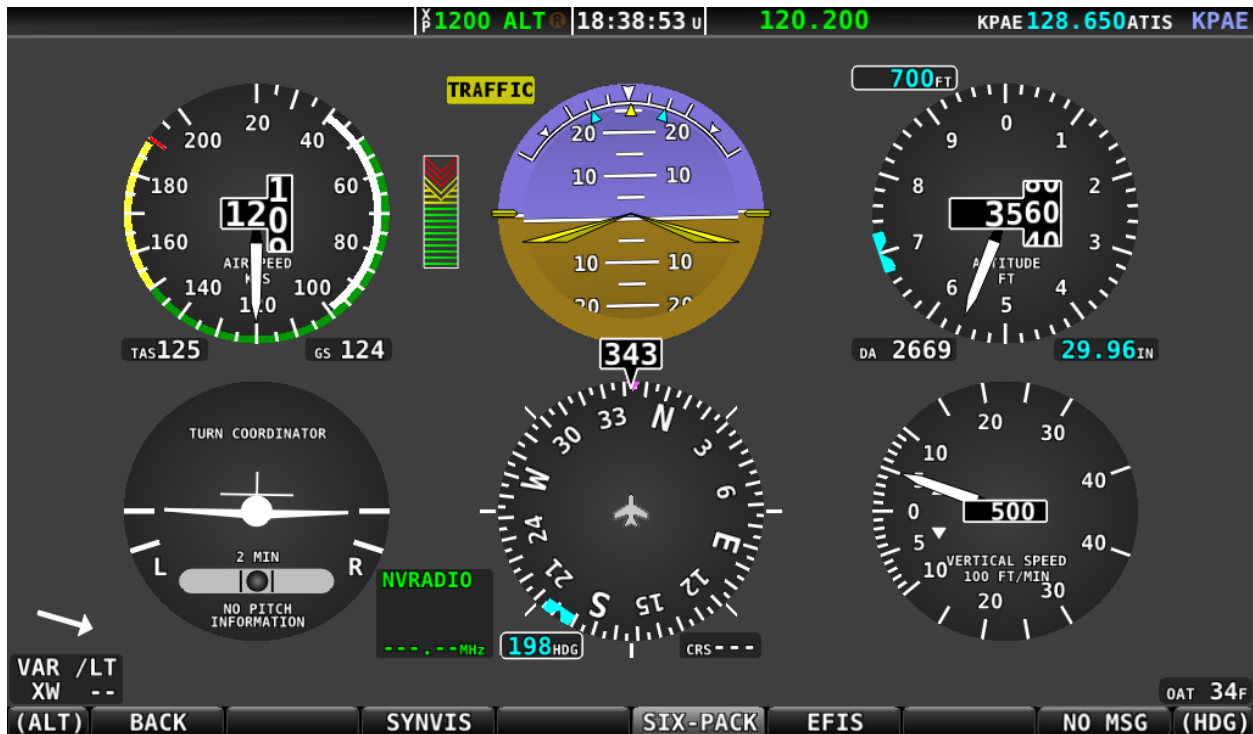 XP 1200 ALT R 18:38:53 U 120.200 KPAE 128.650 ATIS KPAE
TRAFFIC
700 FT
20 40 60 80 100 120 140 160 180 200
120
AIRSPEED
KTS
TAS 125 GS 124
20 20
10 10
10 10
20 20
0 1 2 3 4 5 6 7 8 9
3560
ALTITUDE
FT
DA 2669 29.96 IN
343
TURN COORDINATOR
2 MIN
L R
NO PITCH
INFORMATION
N 3 6 E 12 15 S 21 24 W 30 33
NVRADIO
---.--MHz
198 HDG CRS ---
20 30
10 40
5
0 500
5 40
10 VERTICAL SPEED
100 FT/MIN
20 30
VAR /LT
XW --
OAT 34F
(ALT) BACK SYNVIS SIX-PACK EFIS NO MSG (HDG)